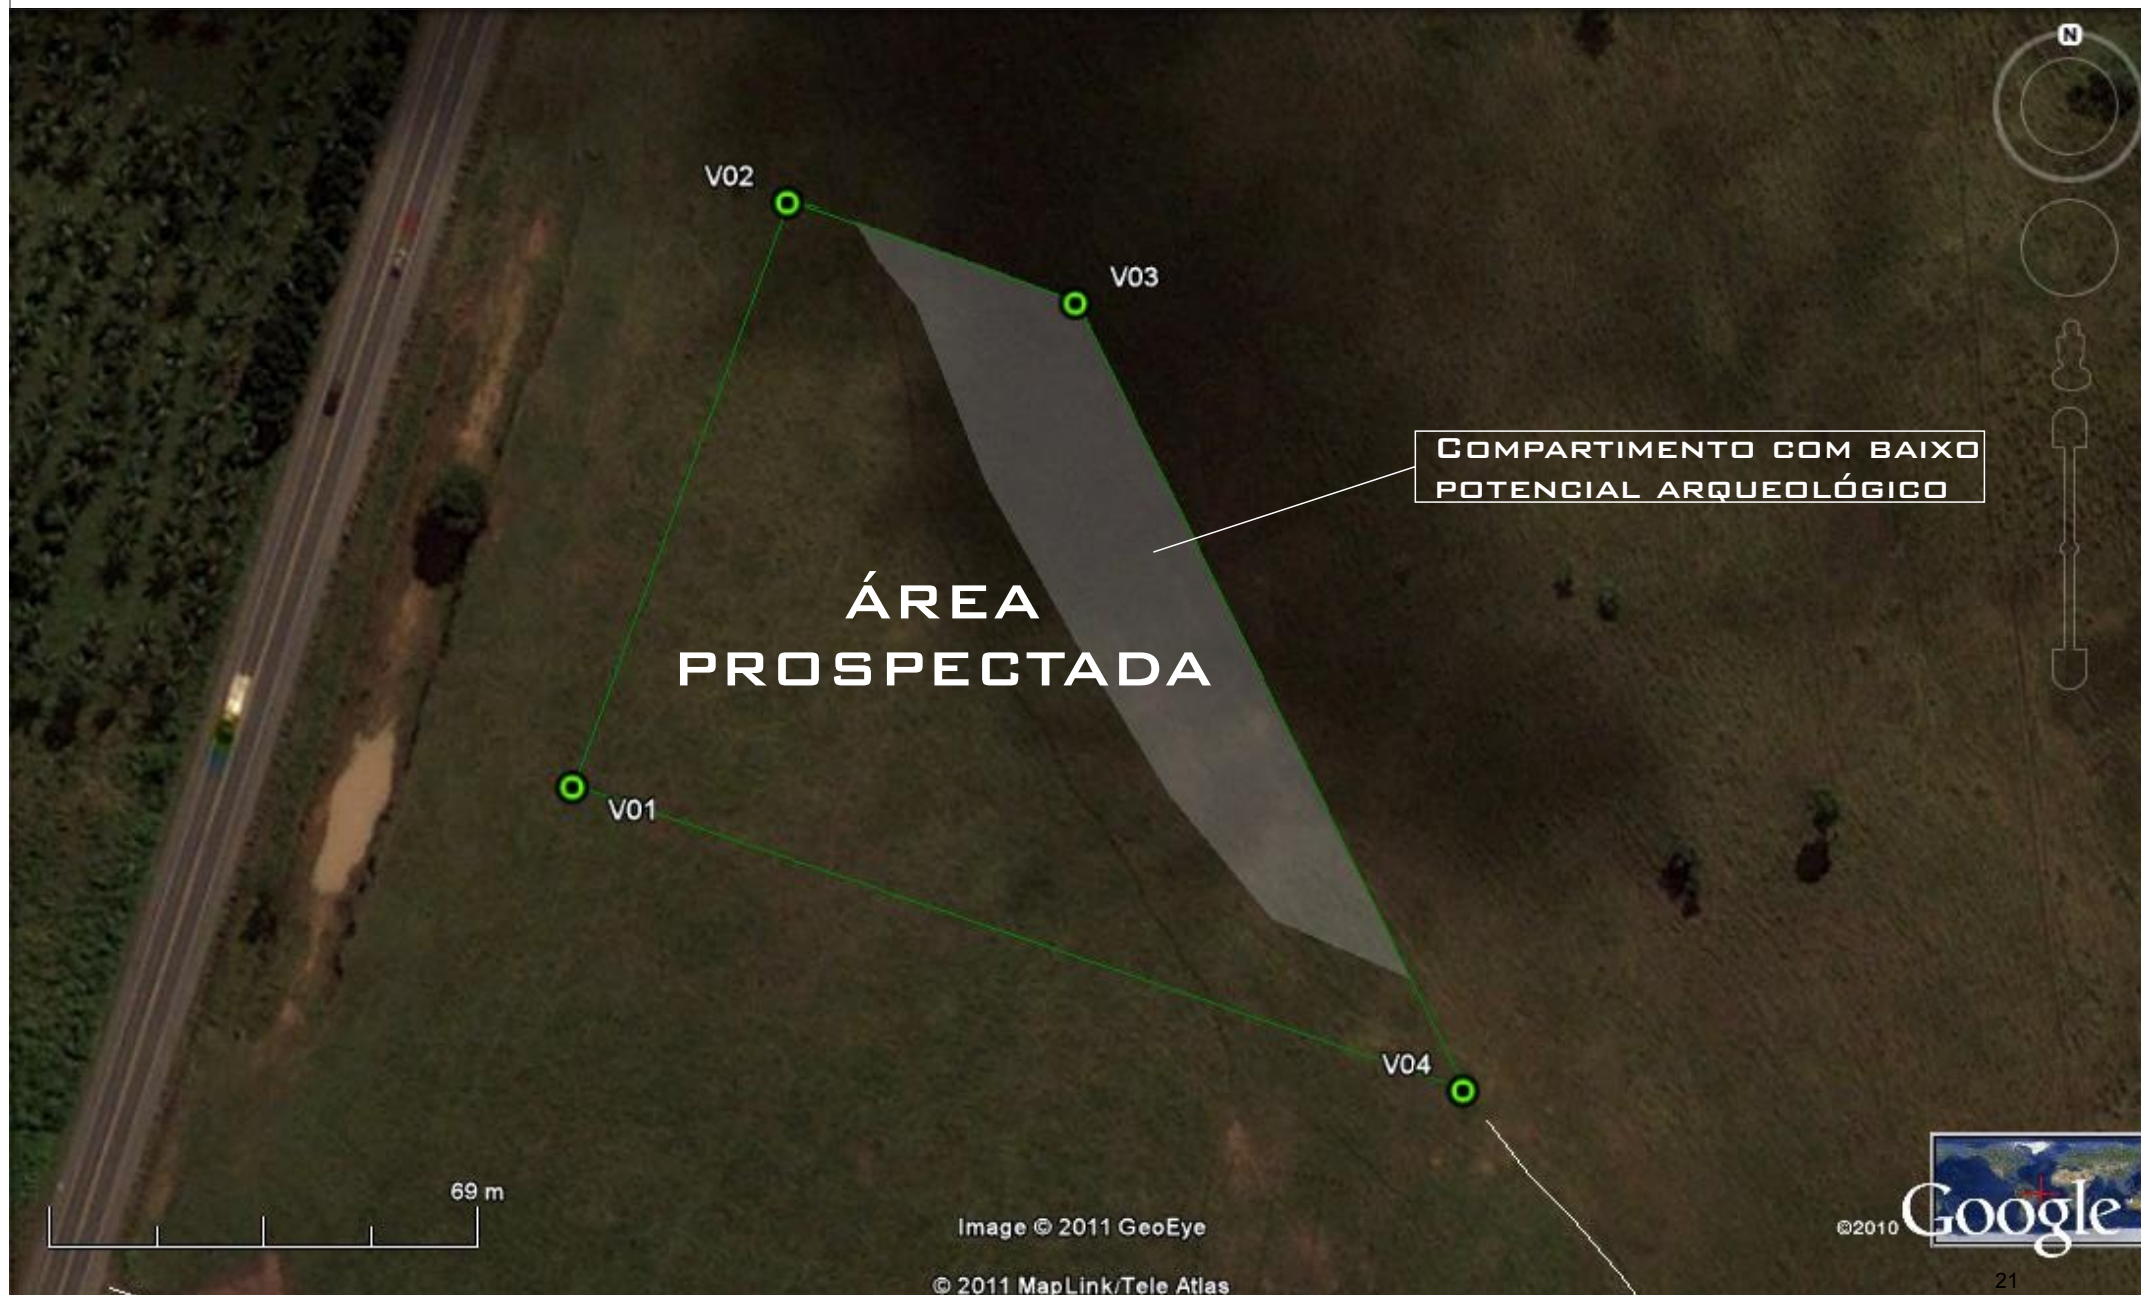 N
V02
V03
COMPARTIMENTO COM BAIXO
POTENCIAL ARQUEOLÓGICO
ÁREA
PROSPECTADA
V01
V04
69 m
Image © 2011 GeoEye
©2010 Google
© 2011 MapLink/Tele Atlas
21